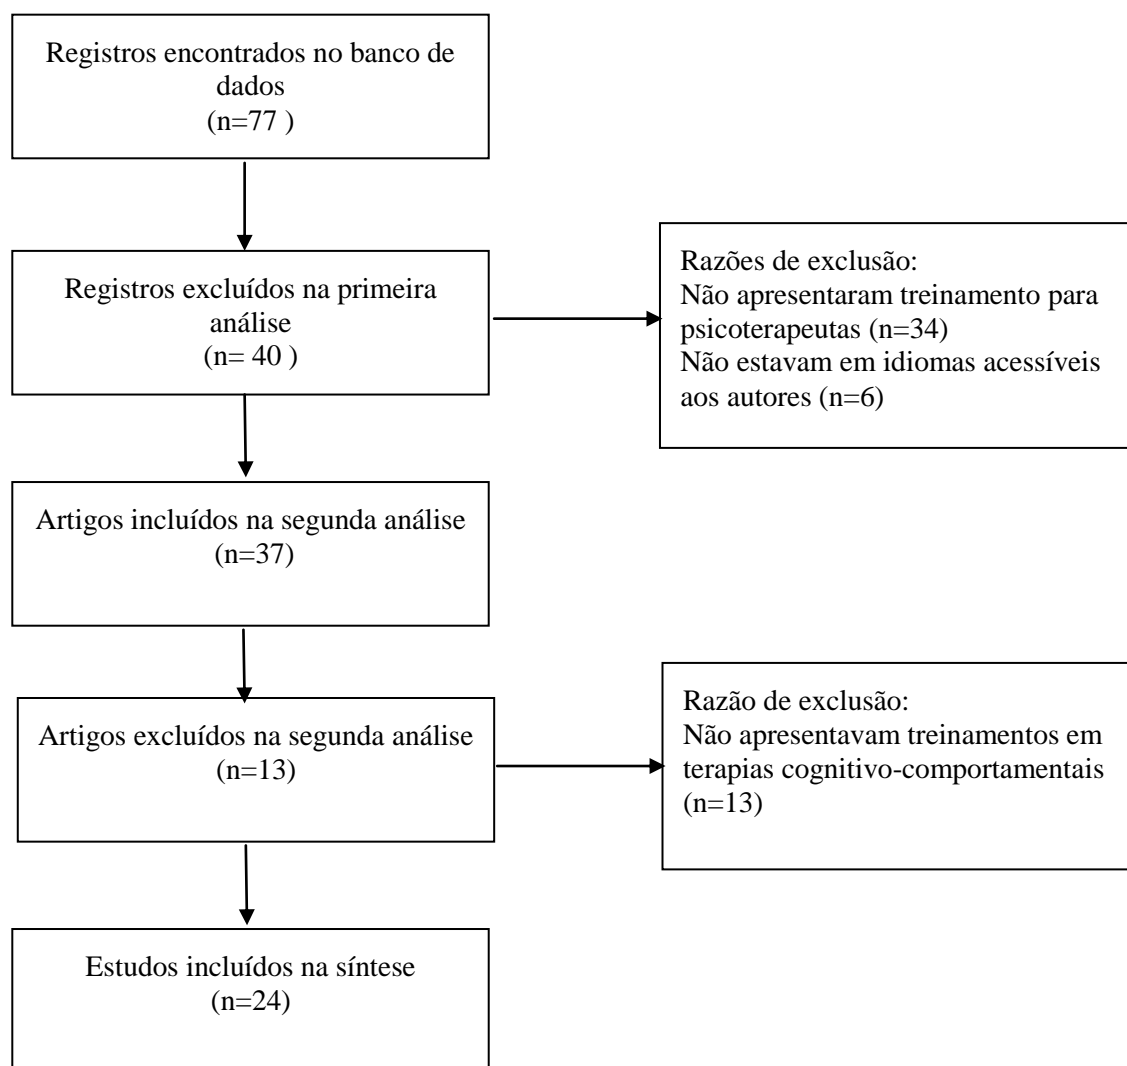 Registros encontrados no banco de
dados
(n=77 )
Registros excluídos na primeira
análise
(n= 40 )
Razões de exclusão:
Não apresentaram treinamento para
psicoterapeutas (n=34)
Não estavam em idiomas acessíveis
aos autores (n=6)
Artigos incluídos na segunda análise
(n=37)
Artigos excluídos na segunda análise
(n=13)
Razão de exclusão:
Não apresentavam treinamentos em
terapias cognitivo-comportamentais
(n=13)
Estudos incluídos na síntese
(n=24)